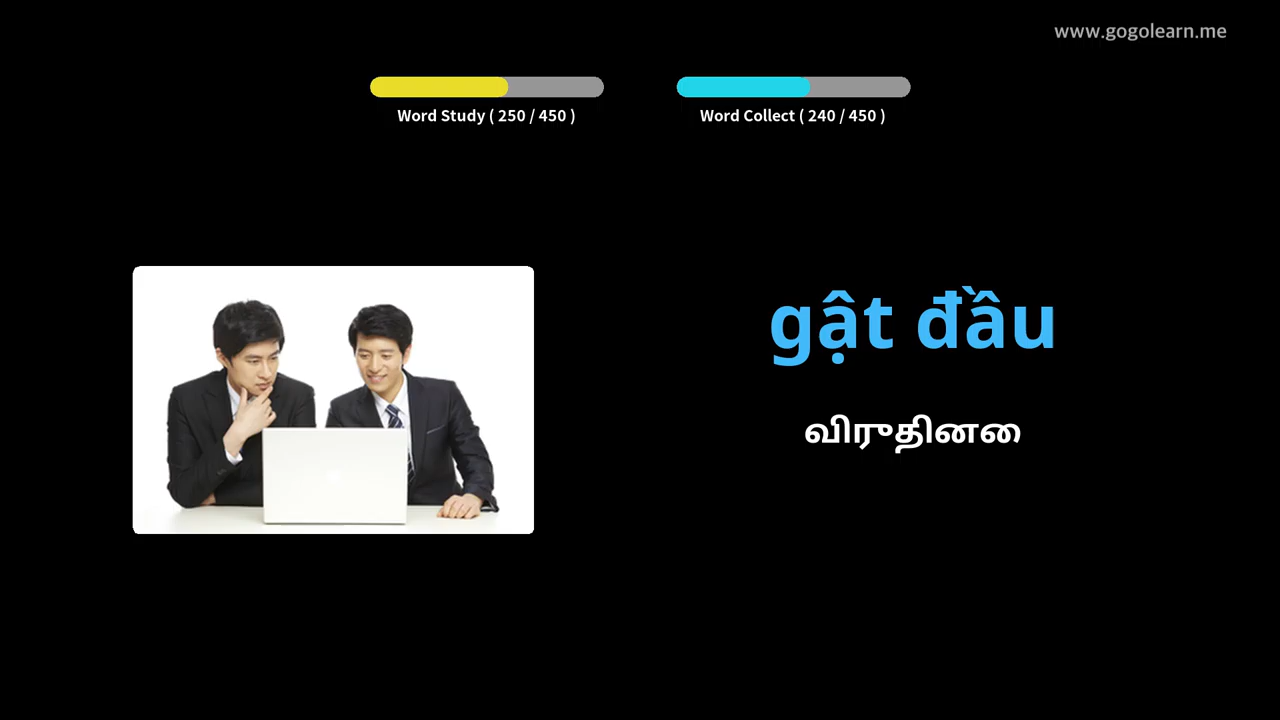 www.gogolearn.me
Word Study ( 250 / 450 )
Word Collect ( 240 / 450 )
gật đầu
விருதினை